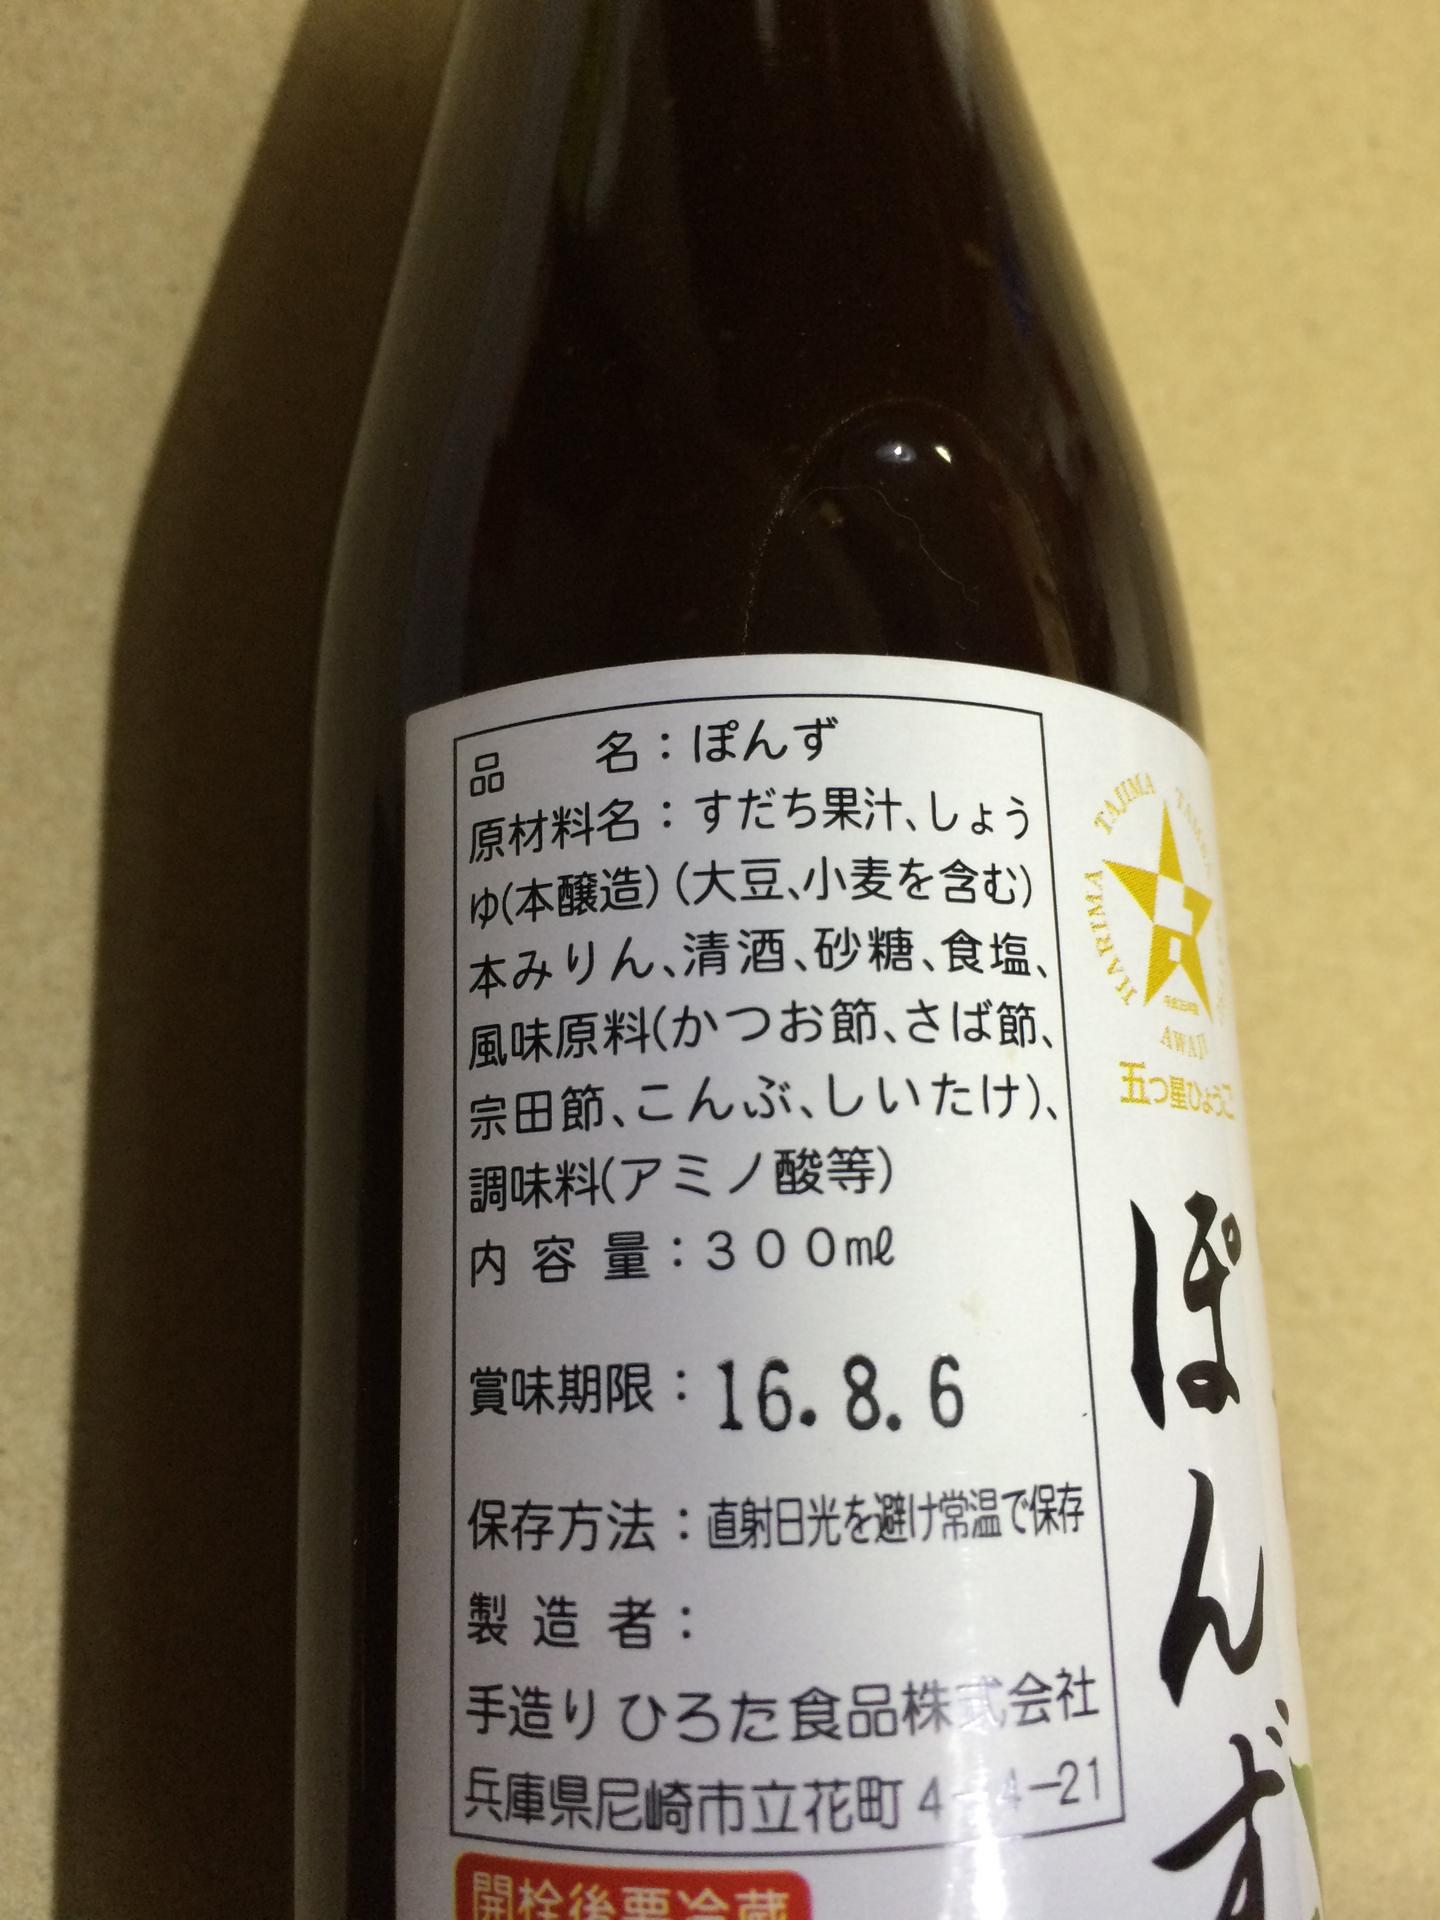 品 名：ぽんず
原材料名：すだち果汁、しょう
ゆ(本醸造)(大豆、小麦を含む)
本みりん、清酒、砂糖、食塩、
風味原料(かつお節、さば節、
宗田節、こんぶ、しいたけ)、
調味料(アミノ酸等)
内容量：300㎖
賞味期限：16.8.6
保存方法：直射日光を避け常温で保存
製造者：
手造りひろた食品株式会社
兵庫県尼崎市立花町4-4-21
開栓後要冷蔵
HARIMA TAJIMA
AWAJI
五つ星ひょうご
ぽんず